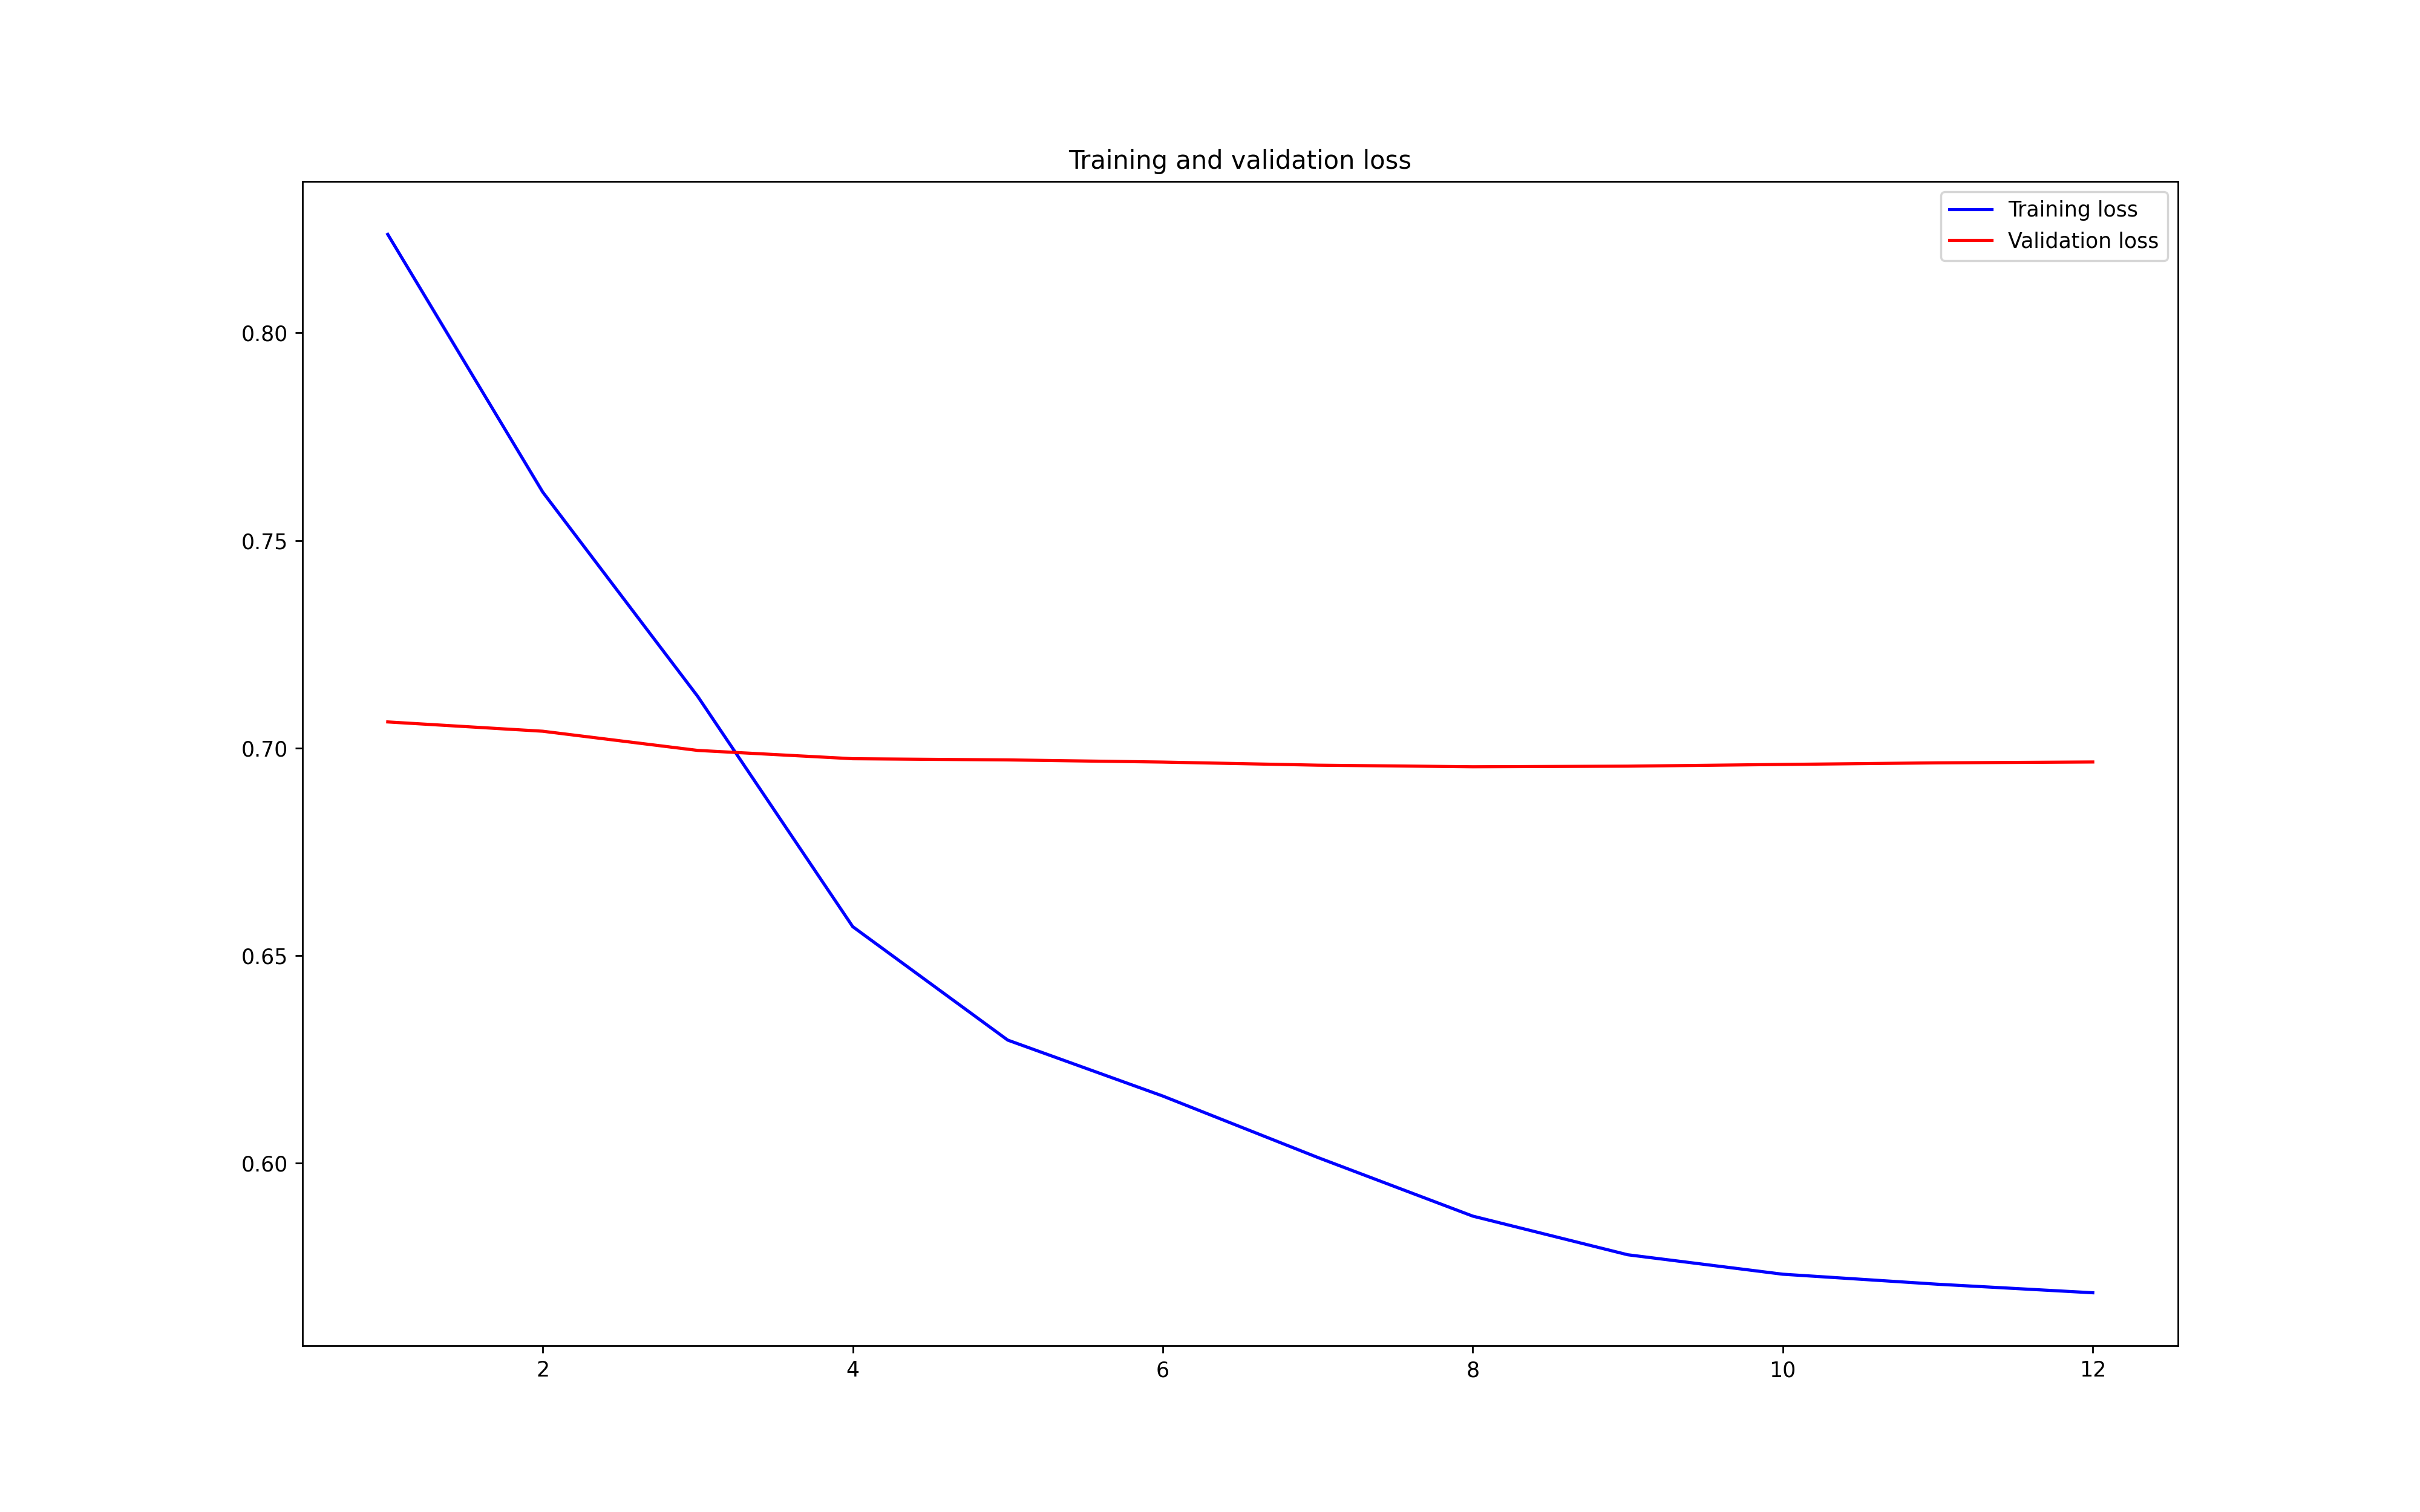 Training and validation loss
Training loss
Validation loss
0.80
0.75
0.70
0.65
0.60
2 4 6 8 10 12